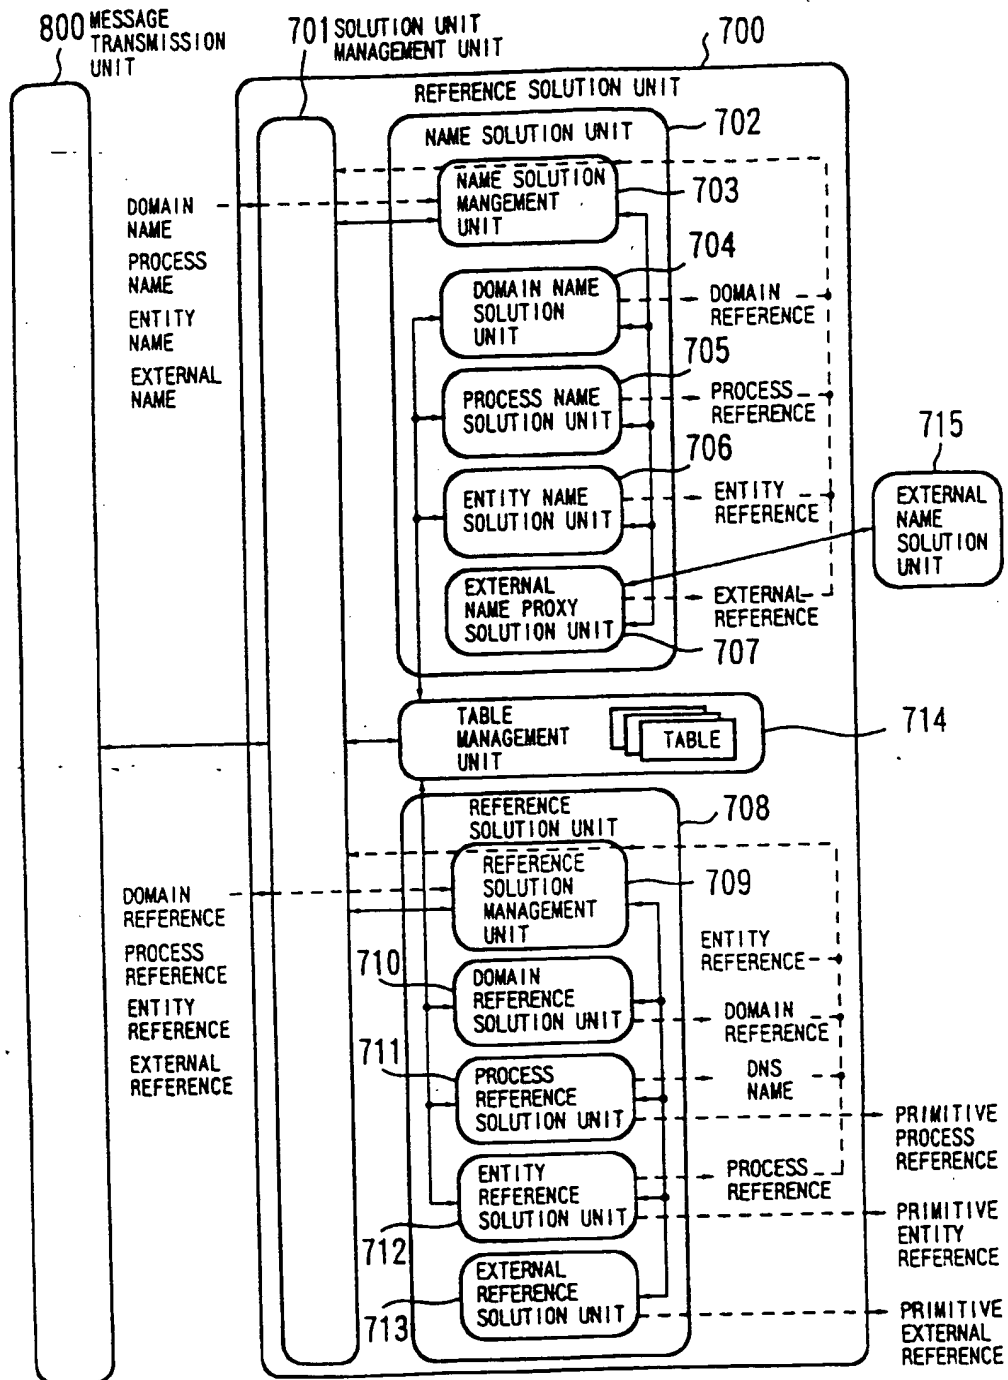 800 MESSAGE
TRANSMISSION
UNIT
701 SOLUTION UNIT
MANAGEMENT UNIT
700
REFERENCE SOLUTION UNIT
NAME SOLUTION UNIT
702
NAME SOLUTION
MANGEMENT
UNIT
703
DOMAIN
NAME
PROCESS
NAME
ENTITY
NAME
EXTERNAL
NAME
704
DOMAIN NAME
SOLUTION
UNIT
DOMAIN
REFERENCE
705
PROCESS NAME
SOLUTION UNIT
PROCESS
REFERENCE
706
ENTITY NAME
SOLUTION UNIT
ENTITY
REFERENCE
715
EXTERNAL
NAME
SOLUTION
UNIT
EXTERNAL
NAME PROXY
SOLUTION UNIT
EXTERNAL
REFERENCE
707
TABLE
MANAGEMENT
UNIT
TABLE
714
REFERENCE
SOLUTION UNIT
708
REFERENCE
SOLUTION
MANAGEMENT
UNIT
709
DOMAIN
REFERENCE
PROCESS
REFERENCE
ENTITY
REFERENCE
EXTERNAL
REFERENCE
ENTITY
REFERENCE
710
DOMAIN
REFERENCE
SOLUTION UNIT
DOMAIN
REFERENCE
711
PROCESS
REFERENCE
SOLUTION UNIT
DNS
NAME
PRIMITIVE
PROCESS
REFERENCE
ENTITY
REFERENCE
SOLUTION UNIT
712
PROCESS
REFERENCE
PRIMITIVE
ENTITY
REFERENCE
EXTERNAL
REFERENCE
SOLUTION UNIT
713
PRIMITIVE
EXTERNAL
REFERENCE